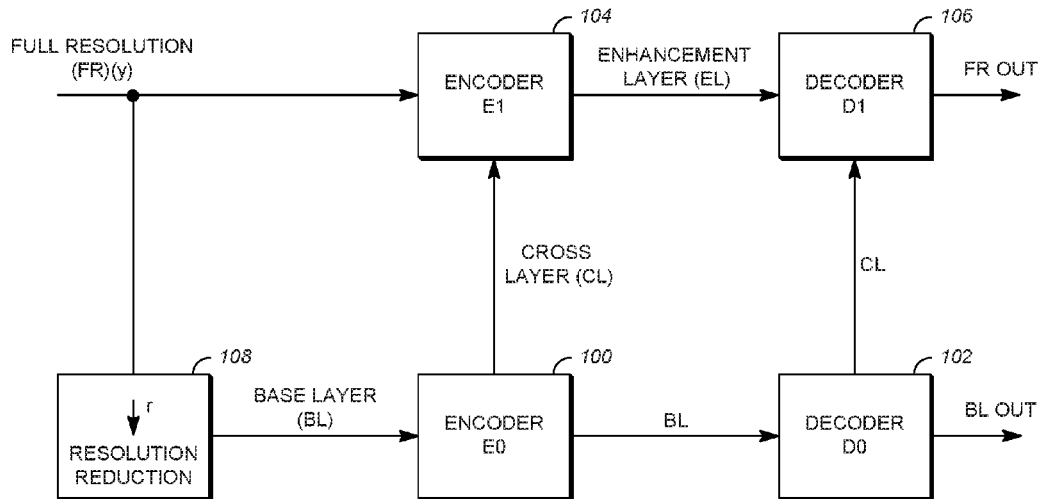 104
106
FULL RESOLUTION
(FR)(y)
ENCODER
E1
ENHANCEMENT
LAYER (EL)
DECODER
D1
FR OUT
CROSS
LAYER (CL)
CL
108
100
102
r
RESOLUTION
REDUCTION
BASE LAYER
(BL)
ENCODER
E0
BL
DECODER
D0
BL OUT